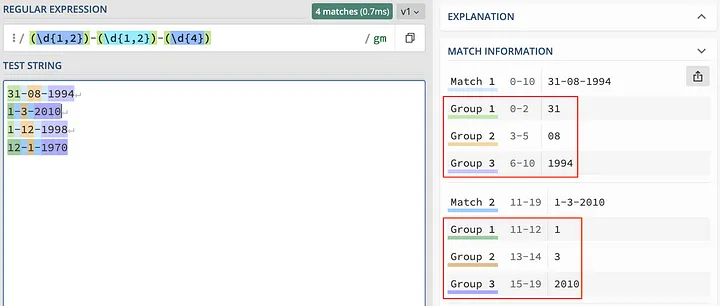 REGULAR EXPRESSION
4 matches (0.7ms)
v1
/ (\d{1,2})-(\d{1,2})-(\d{4})
/ gm
TEST STRING
31-08-1994
1-3-2010
1-12-1998
12-1-1970
EXPLANATION
MATCH INFORMATION
Match 1 0-10 31-08-1994
Group 1 0-2 31
Group 2 3-5 08
Group 3 6-10 1994
Match 2 11-19 1-3-2010
Group 1 11-12 1
Group 2 13-14 3
Group 3 15-19 2010